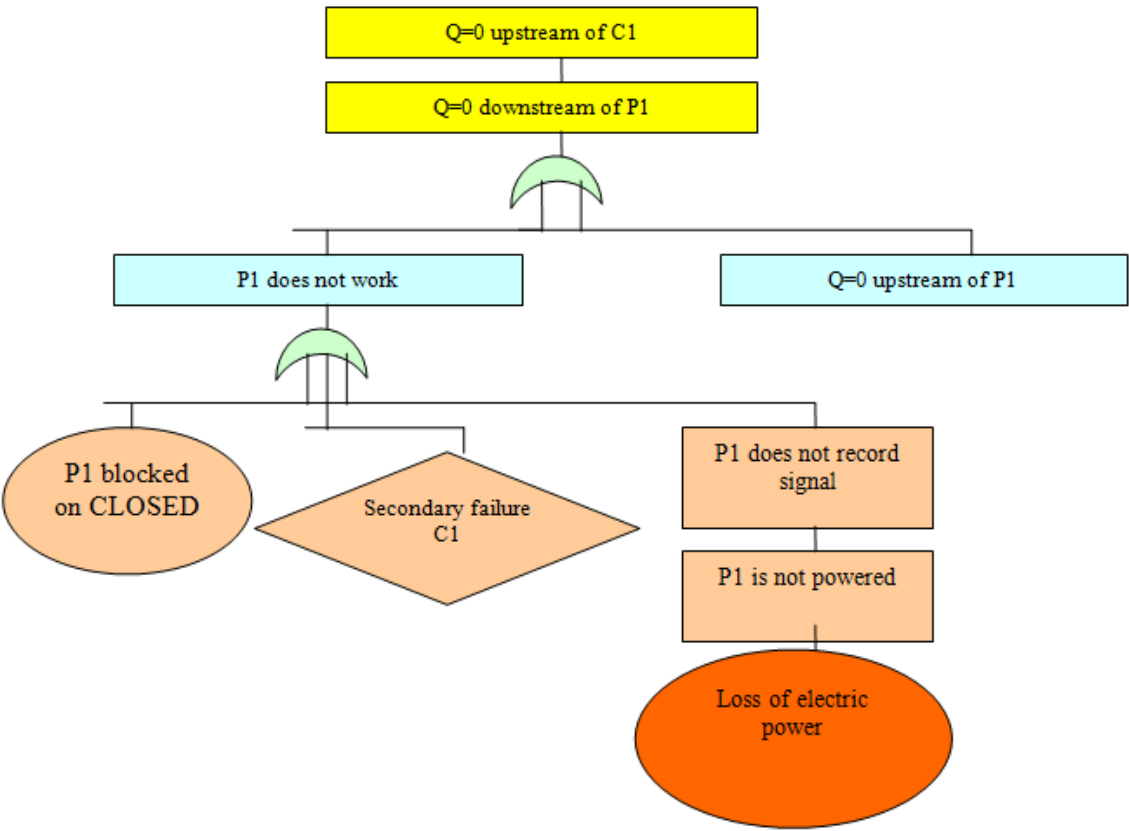 Q=0 upstream of C1
Q=0 downstream of P1
P1 does not work
Q=0 upstream of P1
P1 blocked
on CLOSED
Secondary failure
C1
P1 does not record
signal
P1 is not powered
Loss of electric
power